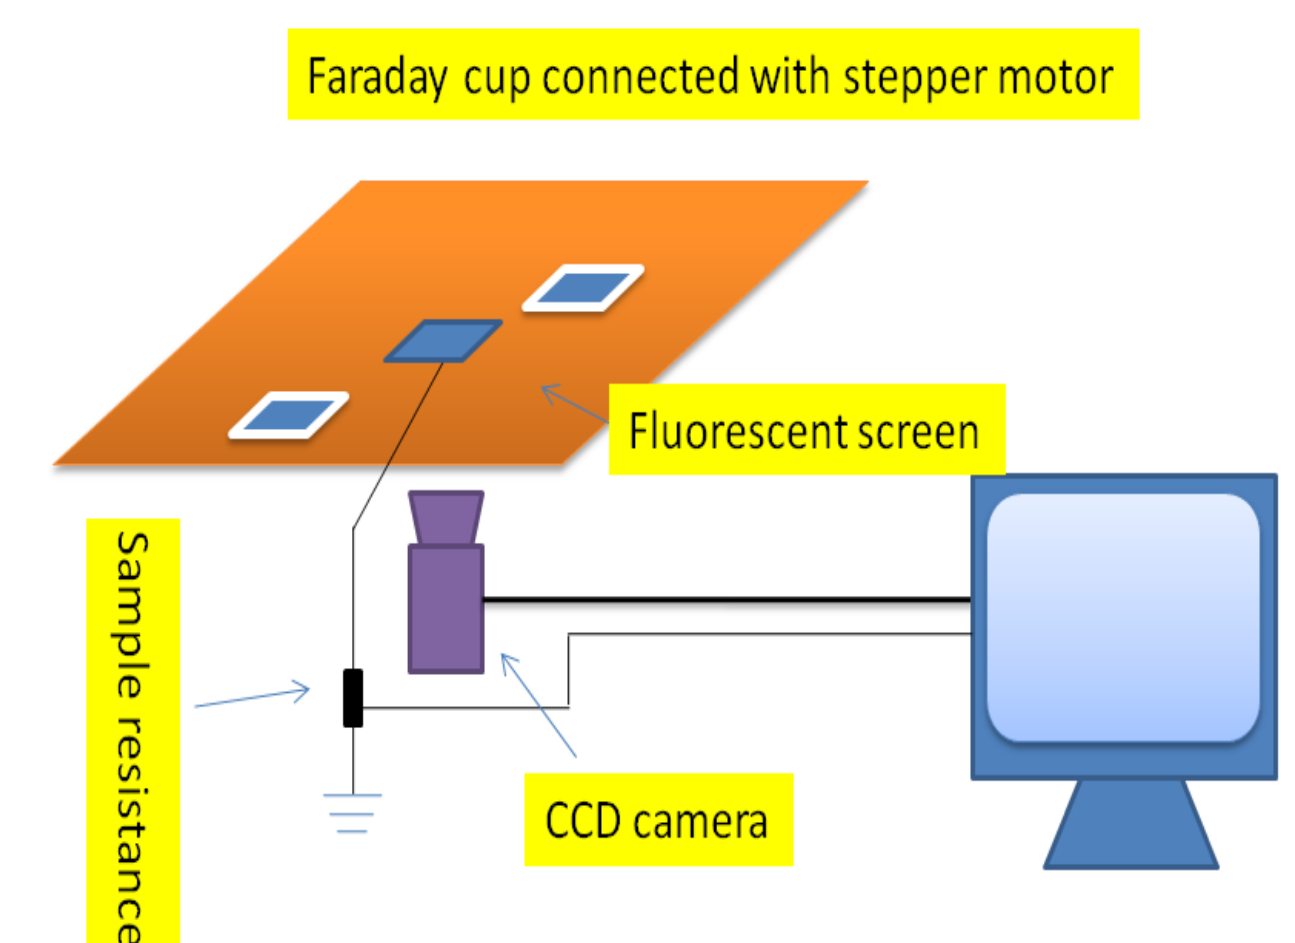 Faraday cup connected with stepper motor
Fluorescent screen
Sample resistance
CCD camera